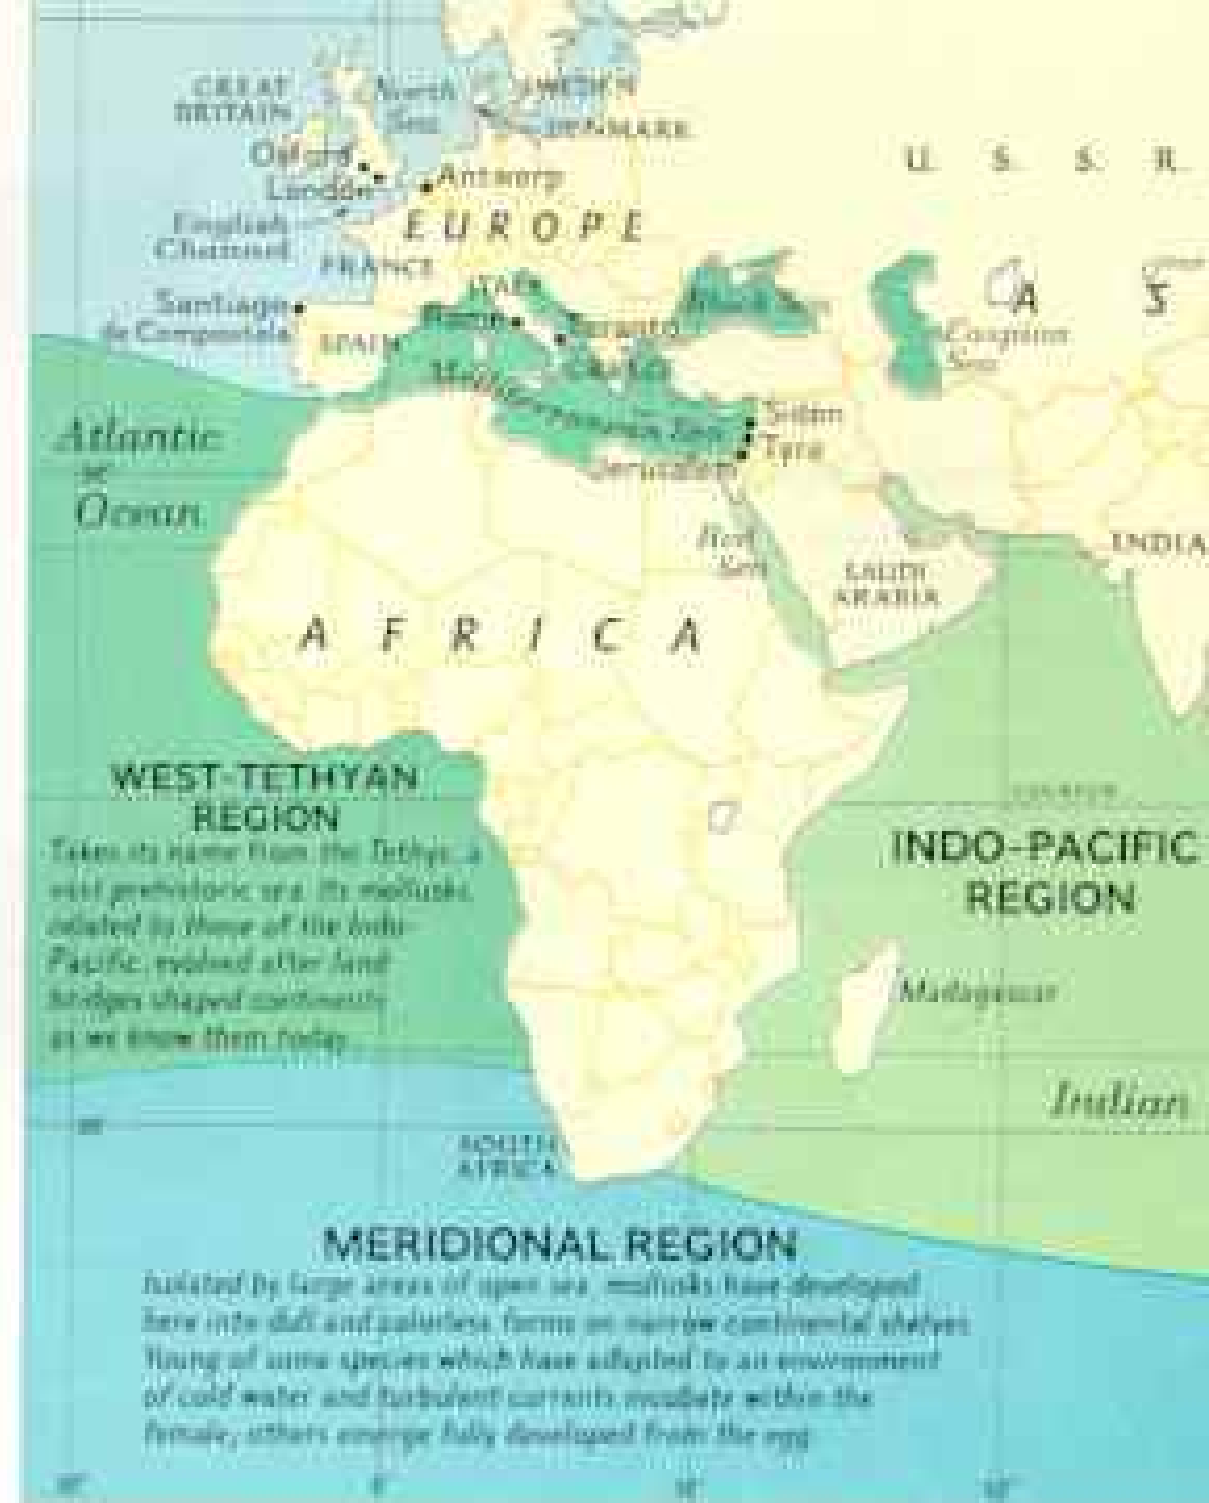 GREAT
BRITAIN
North
Sea
SWEDEN
DENMARK
Oxford
London
Antwerp
U. S. S. R.
English
Channel
EUROPE
FRANCE
ITALY
Santiago
de Compostela
Rome
Taranto
Black Sea
A S
SPAIN
GREECE
Caspian
Sea
Mediterranean Sea
Sidon
Tyre
Jerusalem
Atlantic
Ocean
Red
Sea
INDIA
SAUDI
ARABIA
AFRICA
WEST-TETHYAN
REGION
EQUATOR
Takes its name from the Tethys, a
vast prehistoric sea. Its mollusks,
related to those of the Indo-
Pacific, evolved after land
bridges shaped continents
as we know them today.
INDO-PACIFIC
REGION
Madagascar
Indian
SOUTH
AFRICA
MERIDIONAL REGION
Isolated by large areas of open sea, mollusks have developed
here into dull and colorless forms on narrow continental shelves.
Young of some species which have adapted to an environment
of cold water and turbulent currents incubate within the
female; others emerge fully developed from the egg.